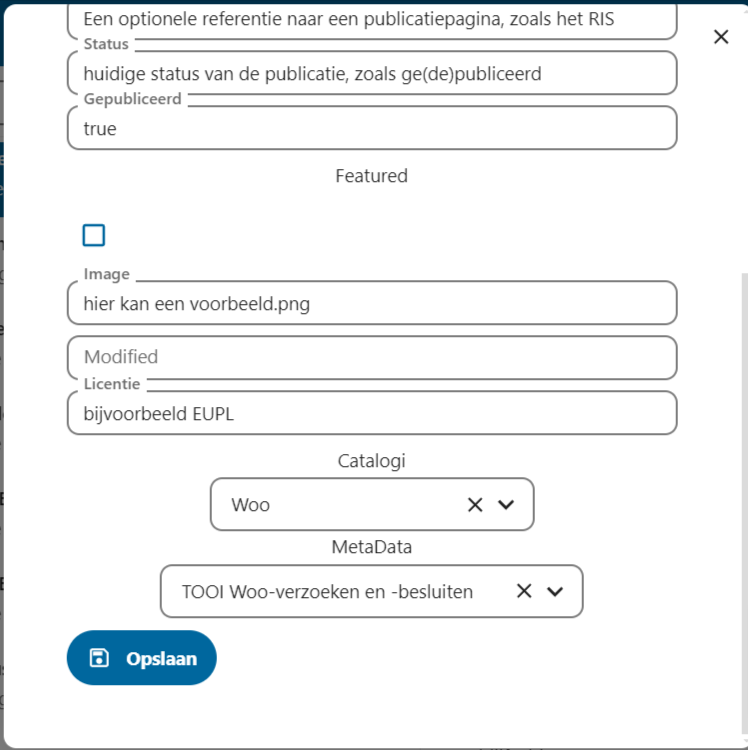 Een optionele referentie naar een publicatiepagina, zoals het RIS
Status
huidige status van de publicatie, zoals ge(de)publiceerd
Gepubliceerd
true
Featured
Image
hier kan een voorbeeld.png
Modified
Licentie
bijvoorbeeld EUPL
Catalogi
Woo
MetaData
TOOI Woo-verzoeken en -besluiten
Opslaan